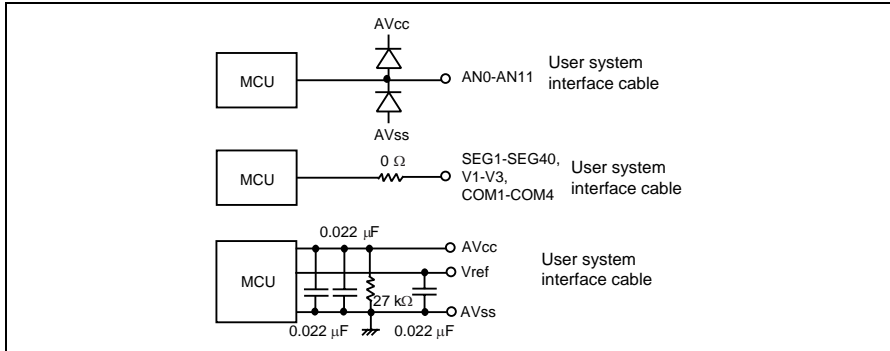 AVcc
MCU
AN0-AN11
User system
interface cable
AVss
MCU
0 Ω
SEG1-SEG40,
V1-V3,
COM1-COM4
User system
interface cable
0.022 μF
MCU
AVcc
Vref
27 kΩ
AVss
0.022 μF
0.022 μF
User system
interface cable